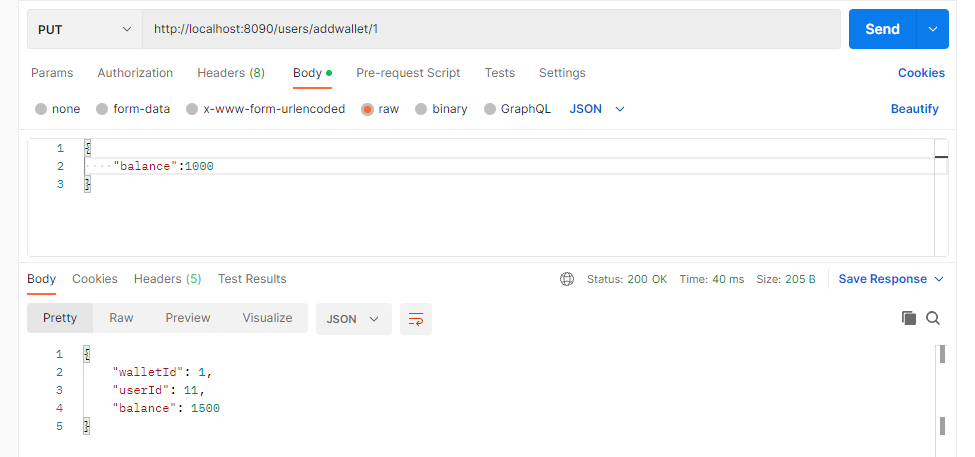 PUT http://localhost:8090/users/addwallet/1 Send
Params Authorization Headers (8) Body Pre-request Script Tests Settings Cookies
none form-data x-www-form-urlencoded raw binary GraphQL JSON Beautify
1 {
2 "balance":1000
3 }
Body Cookies Headers (5) Test Results Status: 200 OK Time: 40 ms Size: 205 B Save Response
Pretty Raw Preview Visualize JSON
1 {
2 "walletId": 1,
3 "userId": 11,
4 "balance": 1500
5 }